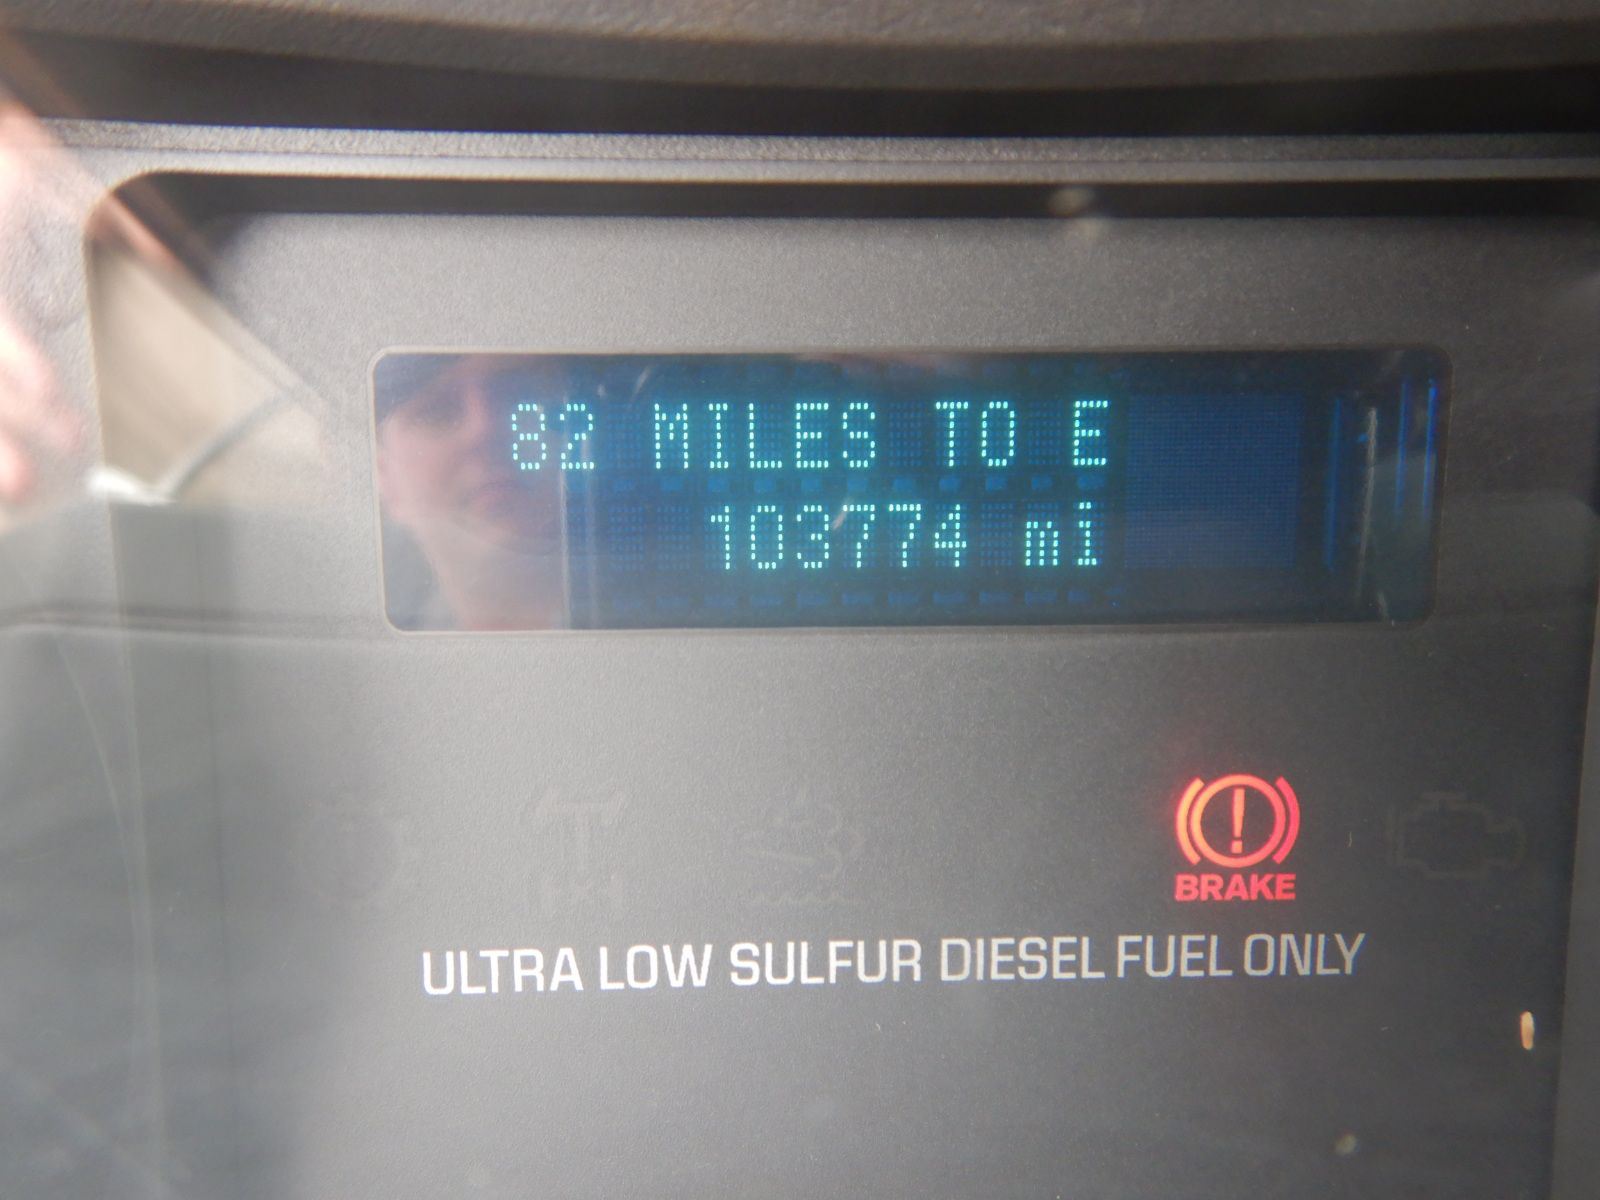 82 MILES TO E
103774 mi
BRAKE
ULTRA LOW SULFUR DIESEL FUEL ONLY